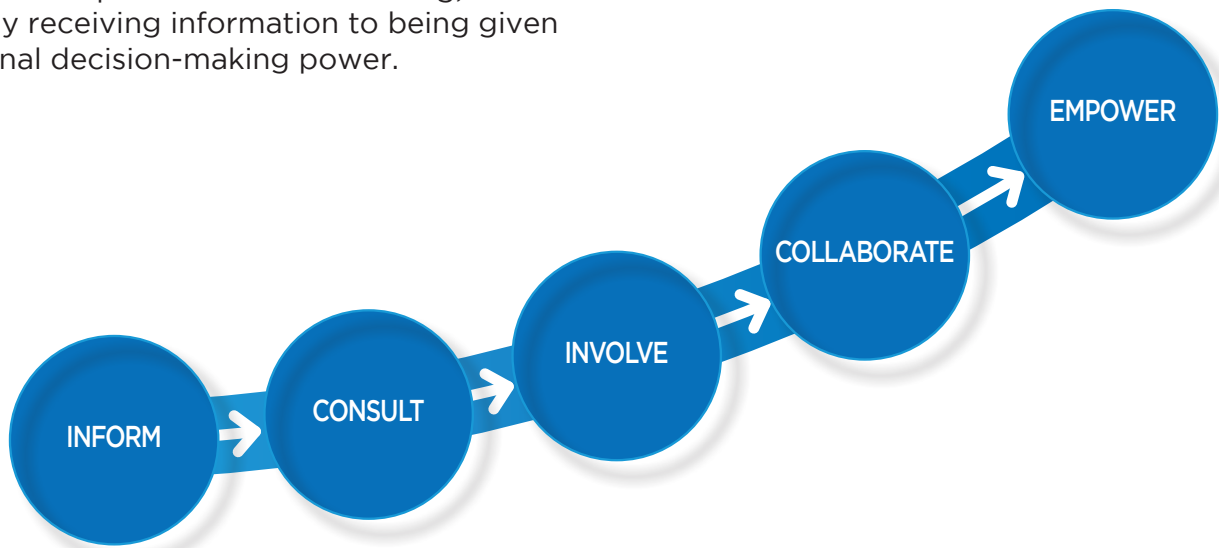 y receiving information to being given
nal decision-making power.
EMPOWER
COLLABORATE
INVOLVE
CONSULT
INFORM